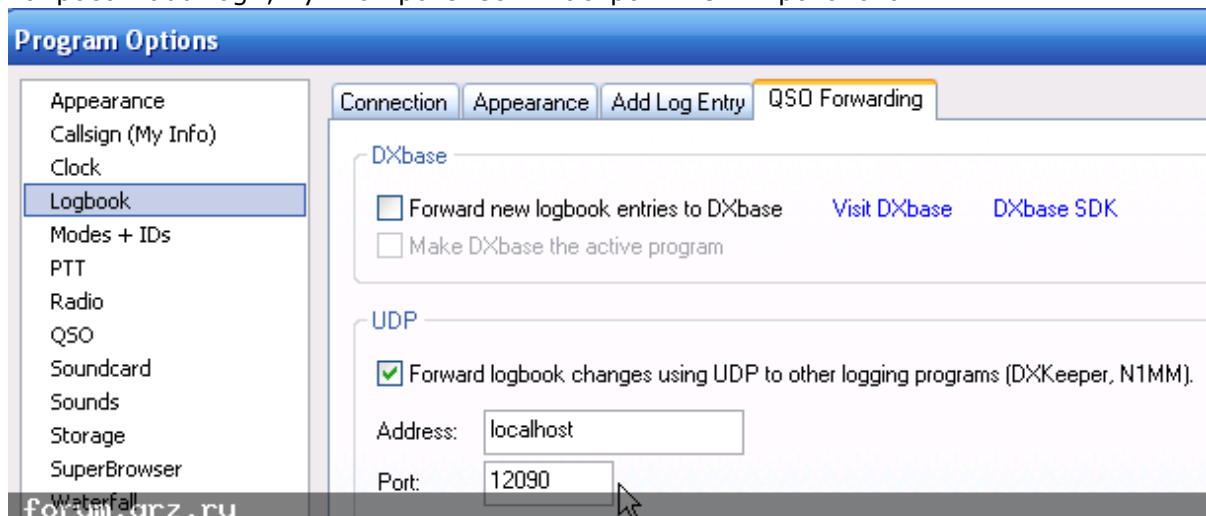 Program Options
Appearance
Callsign (My Info)
Clock
Logbook
Modes + IDs
PTT
Radio
QSO
Soundcard
Sounds
Storage
SuperBrowser
Waterfall
Connection Appearance Add Log Entry QSO Forwarding
DXbase
Forward new logbook entries to DXbase Visit DXbase DXbase SDK
Make DXbase the active program
UDP
Forward logbook changes using UDP to other logging programs (DXKeeper, N1MM).
Address: localhost
Port: 12090
forum.qrz.ru